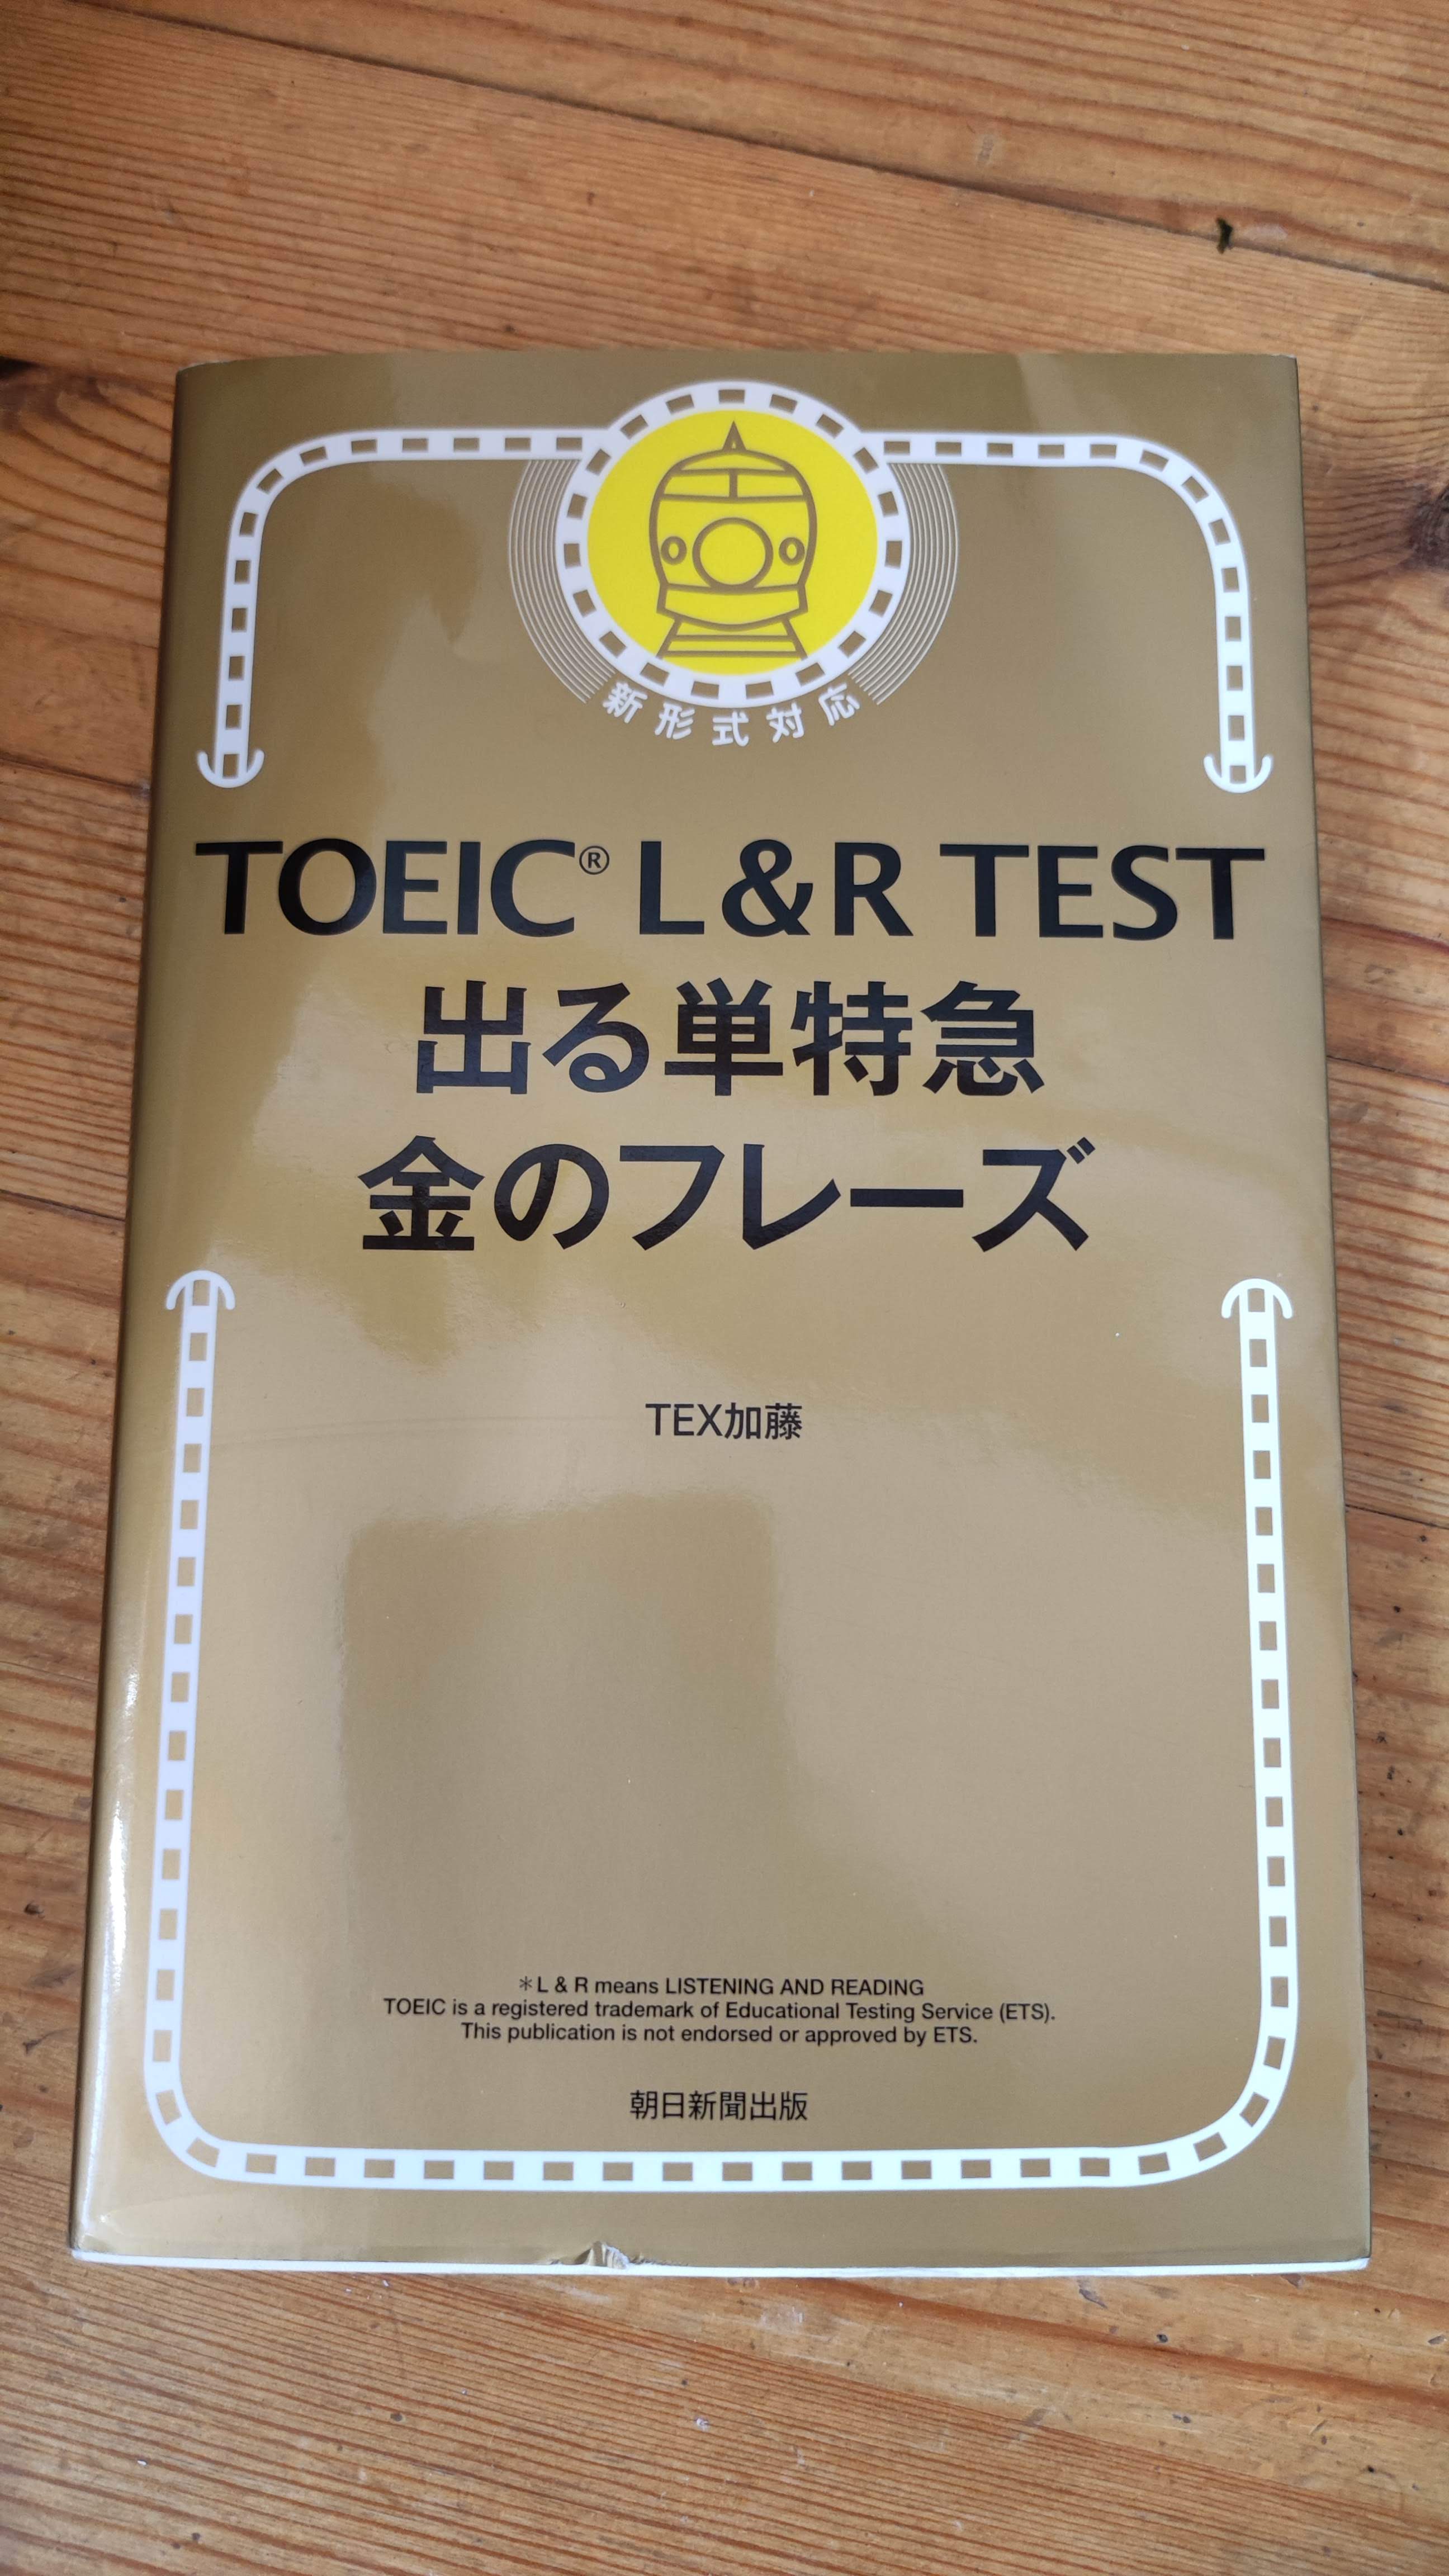 新形式対応
TOEIC® L&R TEST
出る単特急
金のフレーズ
TEX加藤
＊L & R means LISTENING AND READING
TOEIC is a registered trademark of Educational Testing Service (ETS).
This publication is not endorsed or approved by ETS.
朝日新聞出版